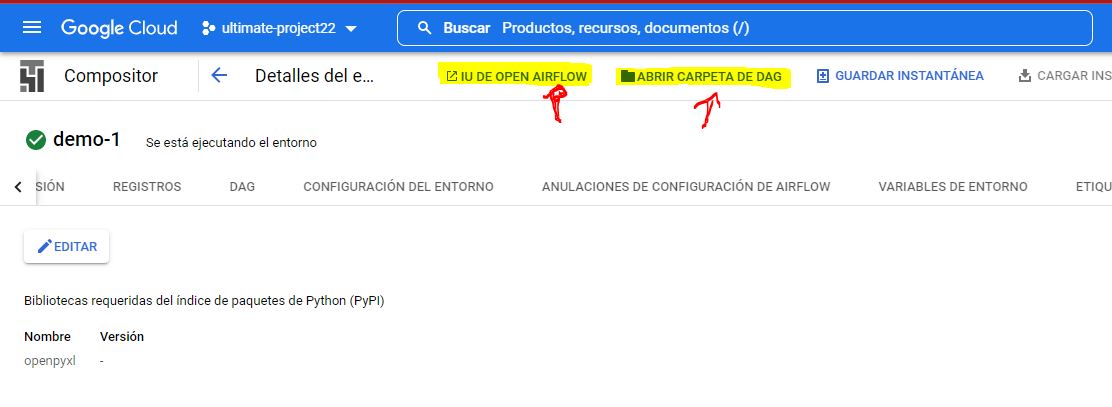 Google Cloud ultimate-project22 Buscar Productos, recursos, documentos (/)
Compositor Detalles del e... IU DE OPEN AIRFLOW ABRIR CARPETA DE DAG GUARDAR INSTANTÁNEA CARGAR INS
demo-1 Se está ejecutando el entorno
SIÓN REGISTROS DAG CONFIGURACIÓN DEL ENTORNO ANULACIONES DE CONFIGURACIÓN DE AIRFLOW VARIABLES DE ENTORNO ETIQU
EDITAR
Bibliotecas requeridas del índice de paquetes de Python (PyPI)
Nombre Versión
openpyxl -